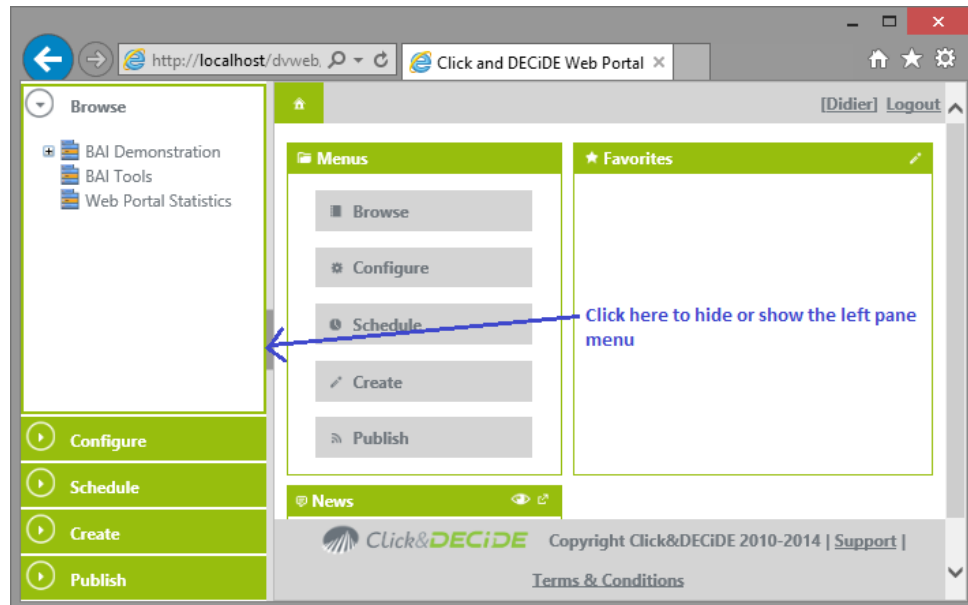 http://localhost/dvweb,
Click and DECiDE Web Portal
Browse
BAI Demonstration
BAI Tools
Web Portal Statistics
Configure
Schedule
Create
Publish
[Didier] Logout
Menus
Browse
Configure
Schedule
Create
Publish
Favorites
Click here to hide or show the left pane
menu
News
Click&DECiDE
Copyright Click&DECiDE 2010-2014 | Support |
Terms & Conditions